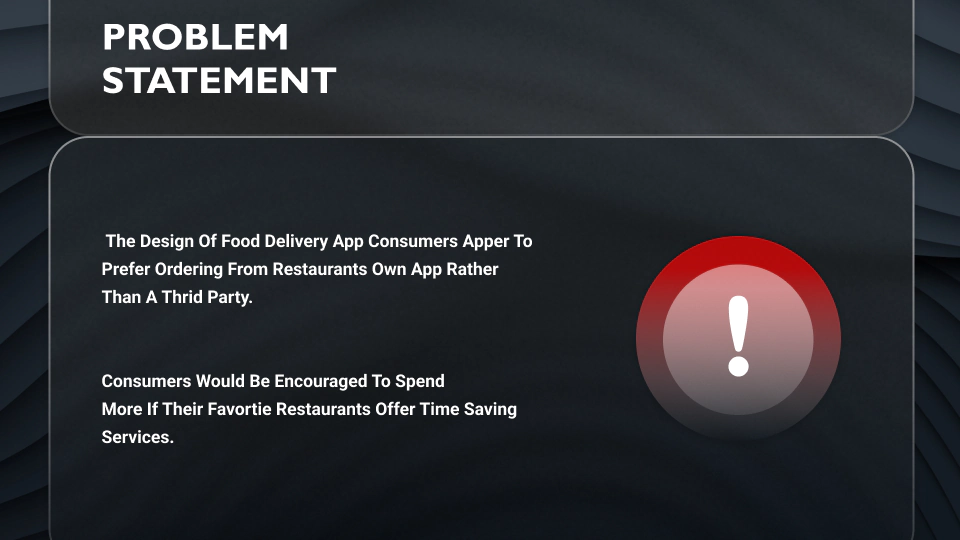 PROBLEM
STATEMENT
The Design Of Food Delivery App Consumers Apper To
Prefer Ordering From Restaurants Own App Rather
Than A Thrid Party.
Consumers Would Be Encouraged To Spend
More If Their Favortie Restaurants Offer Time Saving
Services.
!